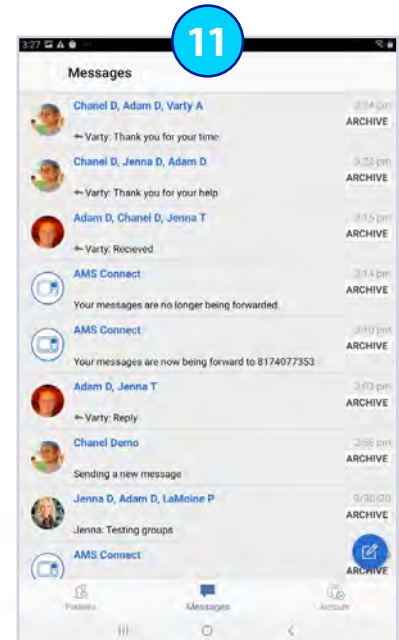 11
3:27
Messages
Chanel D, Adam D, Varty A
3:24 pm
ARCHIVE
Varty: Thank you for your time
Chanel D, Jenna D, Adam D
3:22 pm
ARCHIVE
Varty: Thank you for your help
Adam D, Chanel D, Jenna T
3:15 pm
ARCHIVE
Varty: Recieved
AMS Connect
3:14 pm
ARCHIVE
Your messages are no longer being forwarded.
AMS Connect
3:10 pm
ARCHIVE
Your messages are now being forward to 8174077353
Adam D, Jenna T
3:03 pm
ARCHIVE
Varty: Reply
Chanel Demo
pm
ARCHIVE
Sending a new message
Jenna D, Adam D, LaMoine P
9/30/20
ARCHIVE
Jenna: Testing groups
AMS Connect
ARCHIVE
Patients
Messages
Account